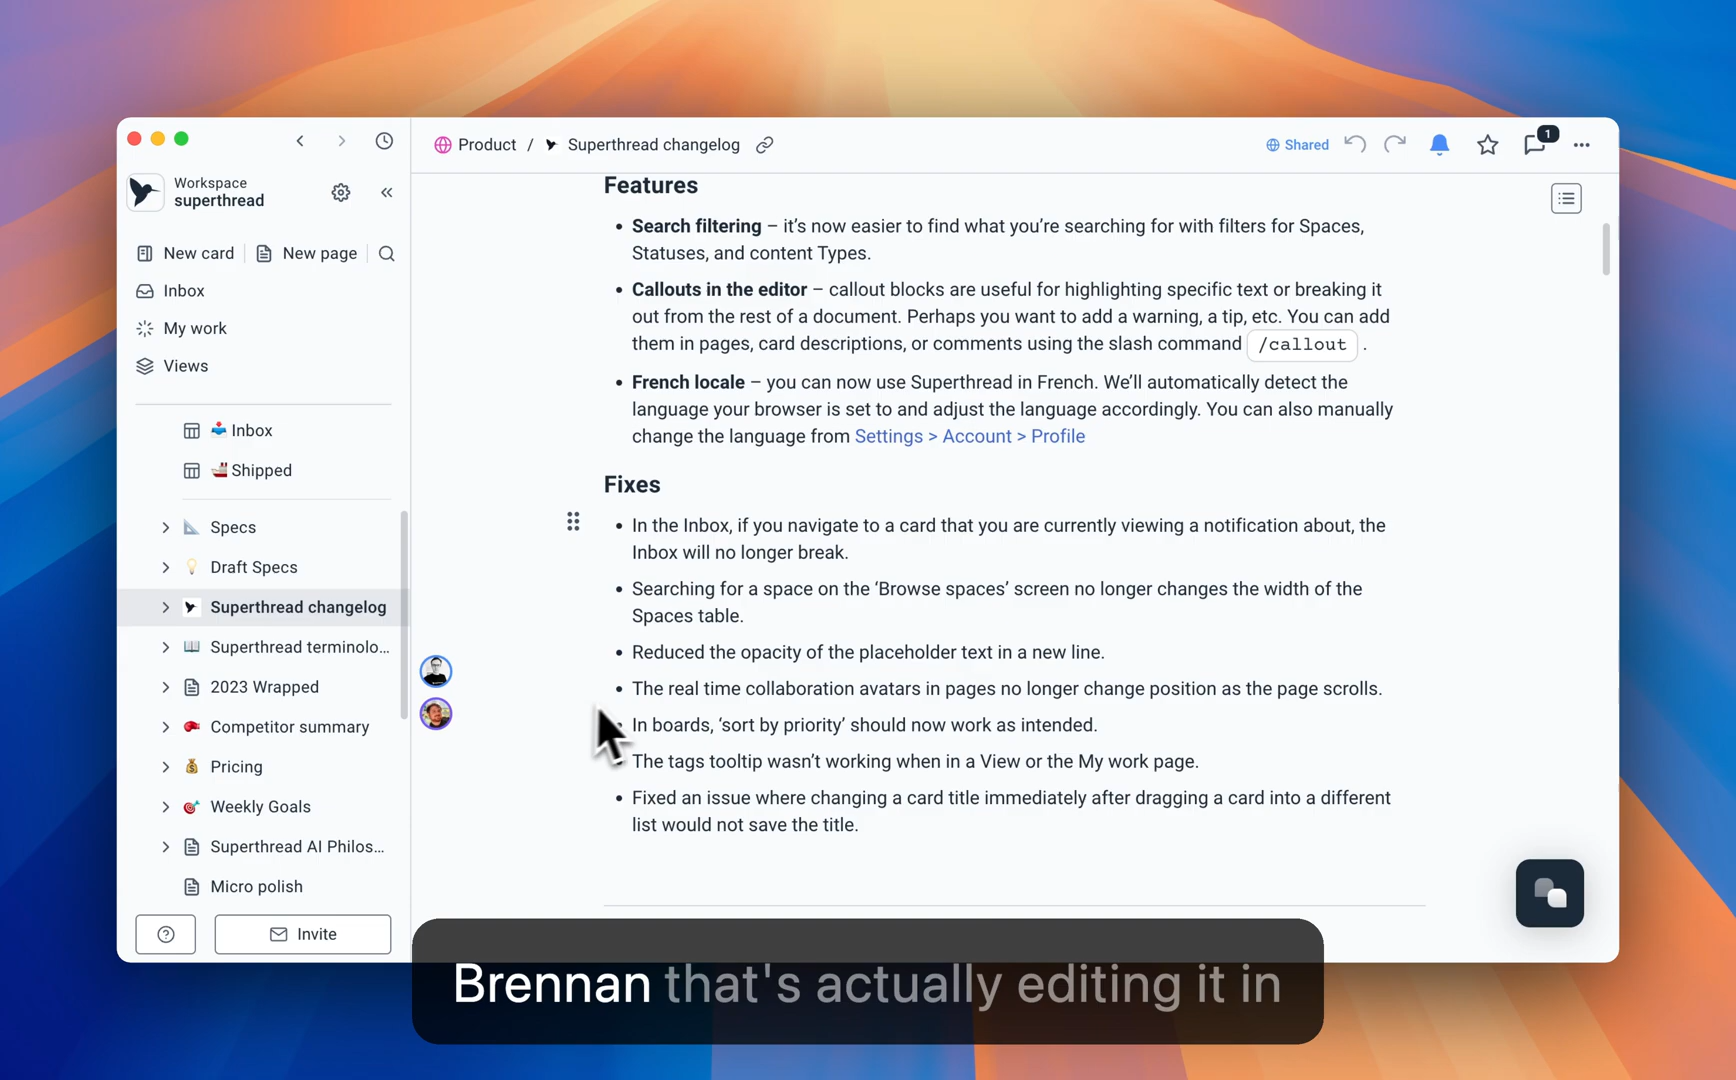 Workspace
superthread
New card
New page
Inbox
My work
Views
Inbox
Shipped
Specs
Draft Specs
Superthread changelog
Superthread terminolo...
2023 Wrapped
Competitor summary
Pricing
Weekly Goals
Superthread AI Philos...
Micro polish
Invite
Product / Superthread changelog
Shared
1
Features
• Search filtering – it’s now easier to find what you’re searching for with filters for Spaces,
Statuses, and content Types.
• Callouts in the editor – callout blocks are useful for highlighting specific text or breaking it
out from the rest of a document. Perhaps you want to add a warning, a tip, etc. You can add
them in pages, card descriptions, or comments using the slash command /callout .
• French locale – you can now use Superthread in French. We’ll automatically detect the
language your browser is set to and adjust the language accordingly. You can also manually
change the language from Settings > Account > Profile
Fixes
• In the Inbox, if you navigate to a card that you are currently viewing a notification about, the
Inbox will no longer break.
• Searching for a space on the ‘Browse spaces’ screen no longer changes the width of the
Spaces table.
• Reduced the opacity of the placeholder text in a new line.
• The real time collaboration avatars in pages no longer change position as the page scrolls.
• In boards, ‘sort by priority’ should now work as intended.
The tags tooltip wasn’t working when in a View or the My work page.
• Fixed an issue where changing a card title immediately after dragging a card into a different
list would not save the title.
Brennan that's actually editing it in